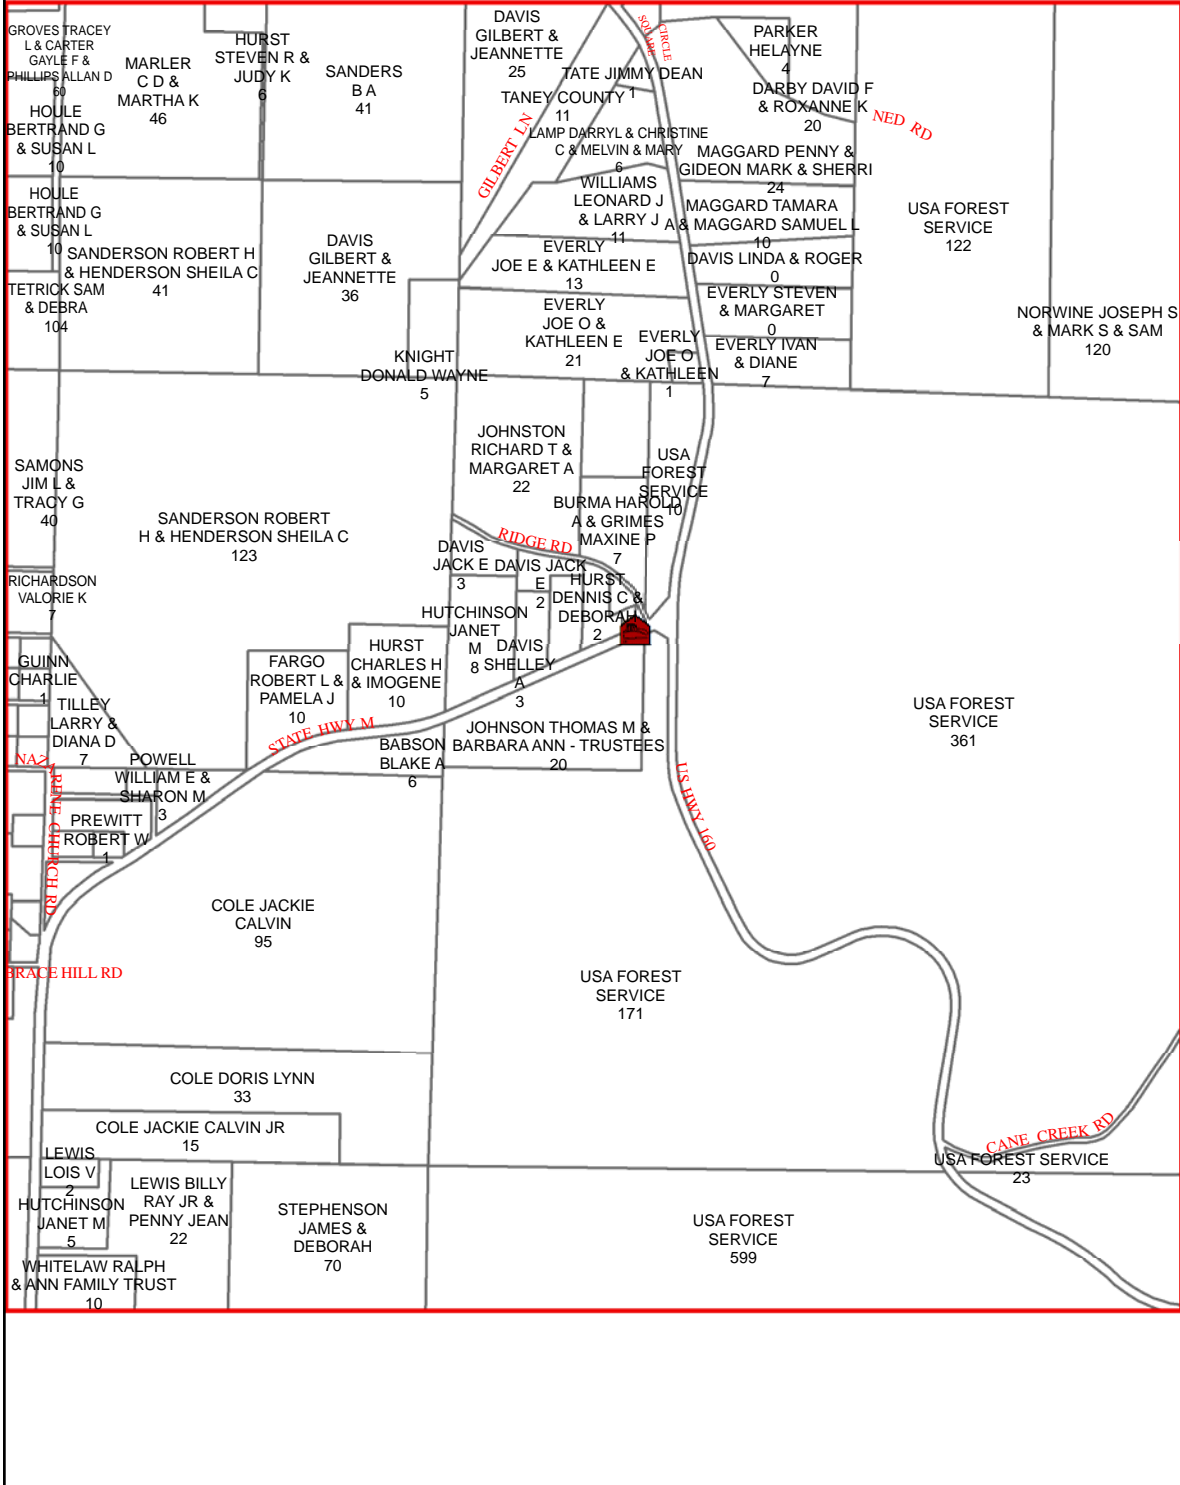 GROVES TRACEY
L & CARTER
GAYLE F &
PHILLIPS ALLAN D
60
MARLER
C D &
MARTHA K
46
HURST
STEVEN R &
JUDY K
6
SANDERS
B A
41
DAVIS
GILBERT &
JEANNETTE
25
SQUARE
CIRCLE
PARKER
HELAYNE
4
TATE JIMMY DEAN
1
TANEY COUNTY
11
DARBY DAVID F
& ROXANNE K
20
NED RD
GILBERT LN
HOULE
BERTRAND G
& SUSAN L
10
LAMP DARRYL & CHRISTINE
C & MELVIN & MARY
6
MAGGARD PENNY &
GIDEON MARK & SHERRI
24
HOULE
BERTRAND G
& SUSAN L
10
WILLIAMS
LEONARD J
& LARRY J
11
MAGGARD TAMARA
A & MAGGARD SAMUEL L
10
USA FOREST
SERVICE
122
SANDERSON ROBERT H
& HENDERSON SHEILA C
41
DAVIS
GILBERT &
JEANNETTE
36
EVERLY
JOE E & KATHLEEN E
13
DAVIS LINDA & ROGER
0
TETRICK SAM
& DEBRA
104
EVERLY
JOE O &
KATHLEEN E
21
EVERLY STEVEN
& MARGRET
0
NORWINE JOSEPH S
& MARK S & SAM
120
KNIGHT
DONALD WAYNE
5
EVERLY
JOE O
& KATHLEEN
1
EVERLY IVAN
& DIANE
7
JOHNSTON
RICHARD T &
MARGARET A
22
USA
FOREST
SERVICE
10
SAMONS
JIM L &
TRACY G
40
SANDERSON ROBERT
H & HENDERSON SHEILA C
123
BURMA HAROLD
A & GRIMES
MAXINE P
7
RIDGE RD
DAVIS
JACK E
3
DAVIS JACK
E
2
HURST
DENNIS C &
DEBORAH
2
RICHARDSON
VALORIE K
7
HUTCHINSON
JANET
M
8
DAVIS
SHELLEY
A
3
HURST
CHARLES H
& IMOGENE
10
FARGO
ROBERT L &
PAMELA J
10
GUINN
CHARLIE
1
TILLEY
LARRY &
DIANA D
7
STATE HWY M
BABSON
BLAKE A
6
JOHNSON THOMAS M &
BARBARA ANN - TRUSTEES
20
USA FOREST
SERVICE
361
POWELL
WILLIAM E &
SHARON M
3
NAZARENE CHURCH RD
US HWY 160
PREWITT
ROBERT W
1
COLE JACKIE
CALVIN
95
BRACE HILL RD
USA FOREST
SERVICE
171
COLE DORIS LYNN
33
COLE JACKIE CALVIN JR
15
CANE CREEK RD
USA FOREST SERVICE
23
LEWIS
LOIS V
2
HUTCHINSON
JANET M
5
LEWIS BILLY
RAY JR &
PENNY JEAN
22
STEPHENSON
JAMES &
DEBORAH
70
USA FOREST
SERVICE
599
WHITELAW RALPH
& ANN FAMILY TRUST
10